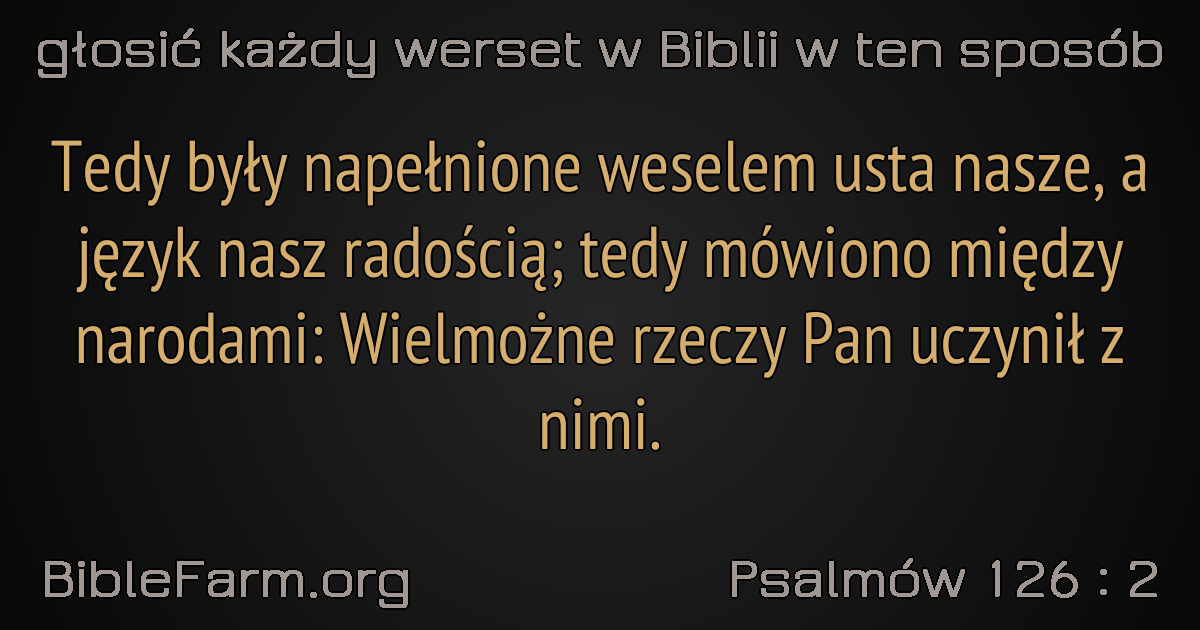 głosić każdy werset w Biblii w ten sposób
Tedy były napełnione weselem usta nasze, a
język nasz radością; tedy mówiono między
narodami: Wielmożne rzeczy Pan uczynił z
nimi.
BibleFarm.org
Psalmów 126 : 2